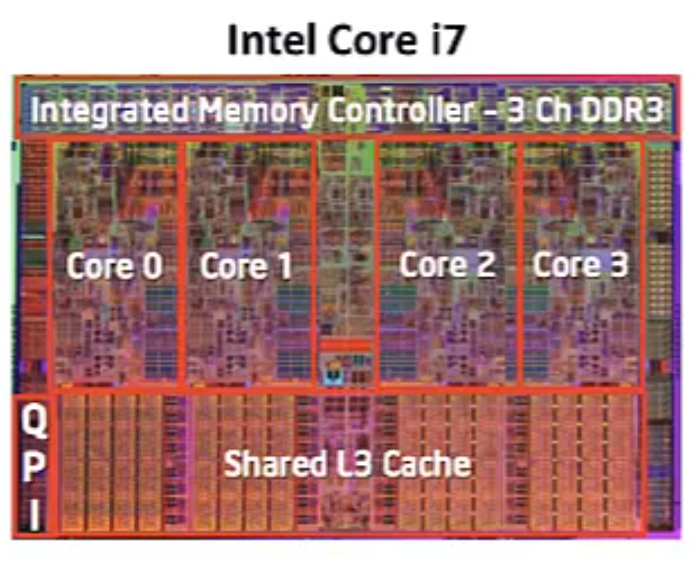 Intel Core i7
Integrated Memory Controller - 3 Ch DDR3
Core 0
Core 1
Core 2
Core 3
Q
P
I
Shared L3 Cache